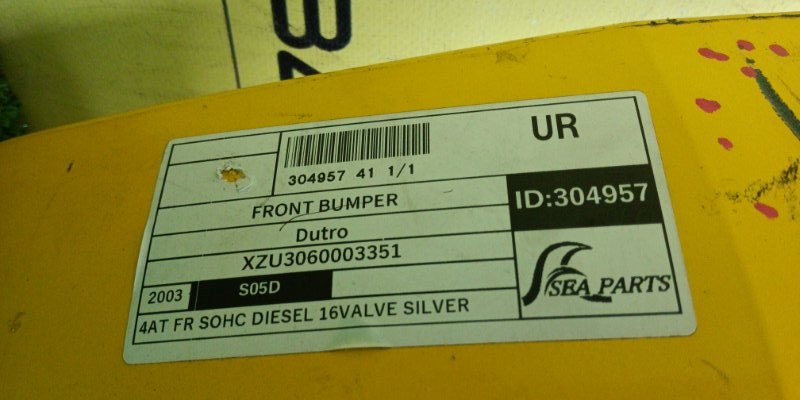 34
UR
304957 41 1/1
FRONT BUMPER
ID:304957
Dutro
XZU3060003351
2003 S05D
SEA PARTS
4AT FR SOHC DIESEL 16VALVE SILVER